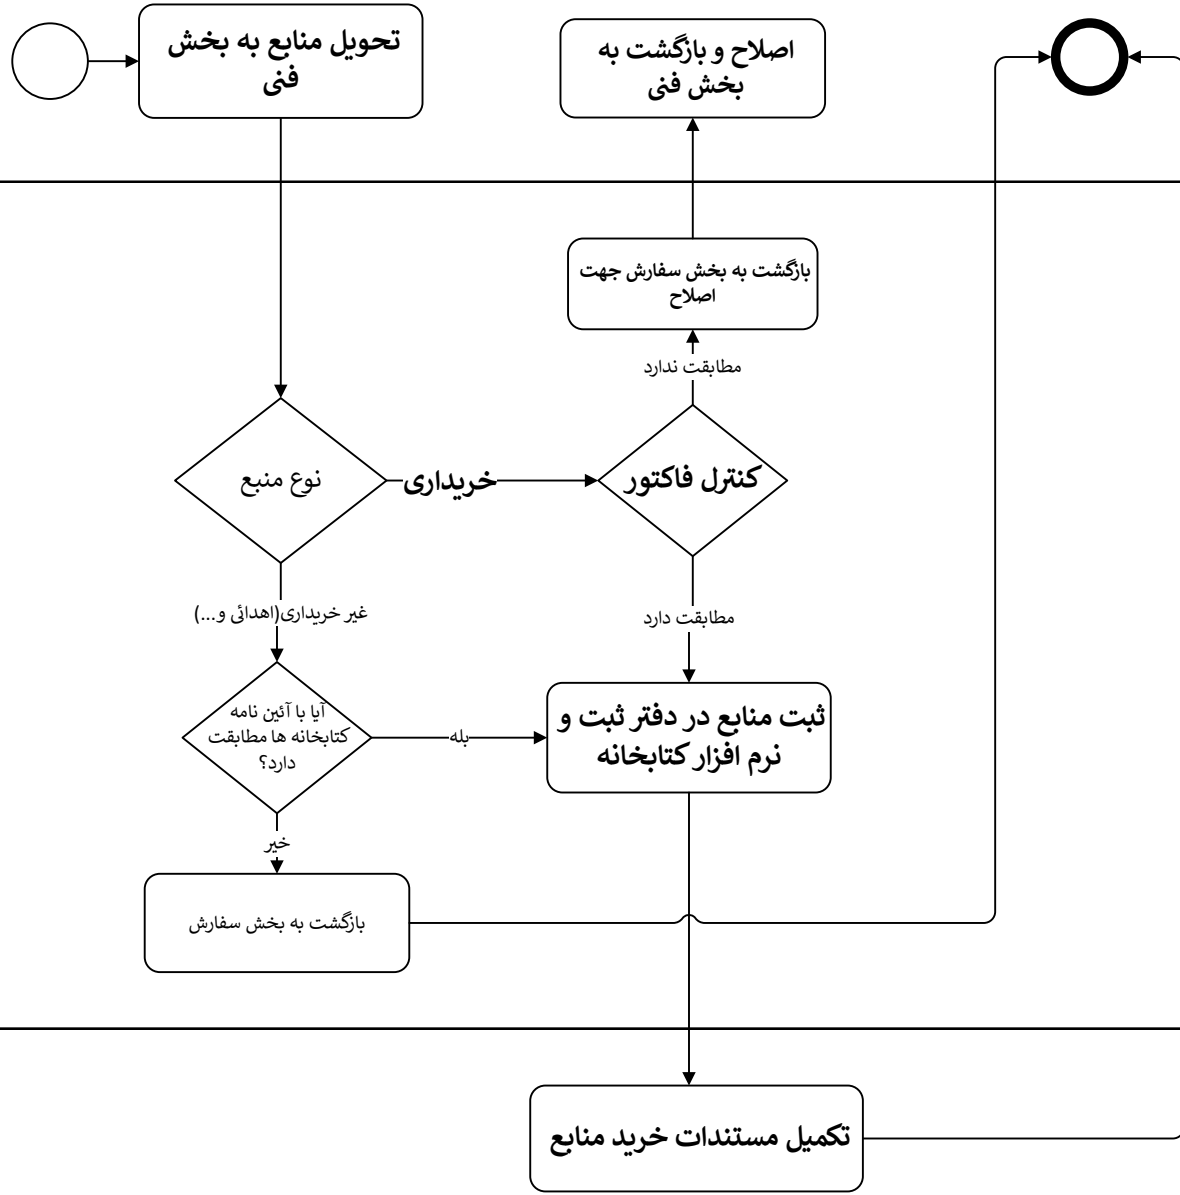 تحویل منابع به بخش
فنی
اصلاح و بازگشت به
بخش فنی
بازگشت به بخش سفارش جهت
اصلاح
مطابقت ندارد
نوع منبع
خریداری
کنترل فاکتور
غیر خریداری(اهدائی و...)
مطابقت دارد
آیا با آئین نامه
کتابخانه ها مطابقت
دارد؟
بله
ثبت منابع در دفتر ثبت و
نرم افزار کتابخانه
خیر
بازگشت به بخش سفارش
تکمیل مستندات خرید منابع